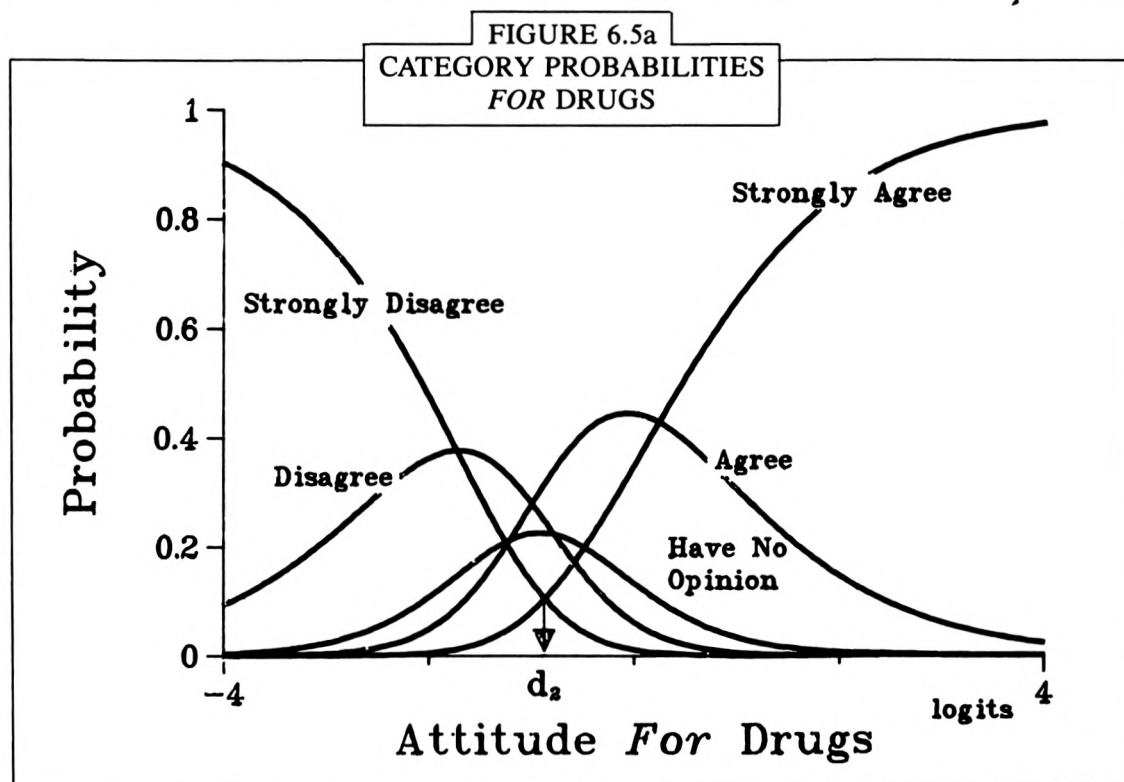 FIGURE 6.5a
CATEGORY PROBABILITIES
FOR DRUGS
1
0.8
0.6
0.4
0.2
0
Probability
Strongly Disagree
Disagree
Strongly Agree
Agree
Have No
Opinion
-4
d₂
logits 4
Attitude For Drugs